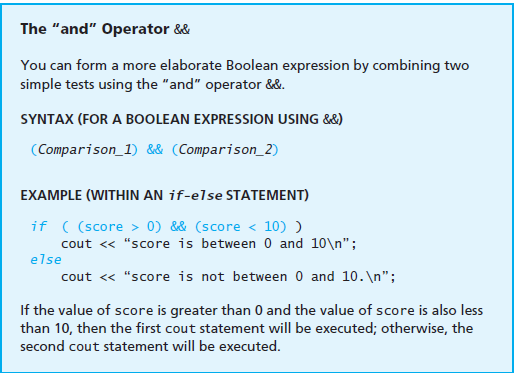 The “and” Operator &&
You can form a more elaborate Boolean expression by combining two
simple tests using the “and” operator &&.
SYNTAX (FOR A BOOLEAN EXPRESSION USING &&)
(Comparison_1) && (Comparison_2)
EXAMPLE (WITHIN AN if-else STATEMENT)
if ( (score > 0) && (score < 10) )
cout << “score is between 0 and 10\n”;
else
cout << “score is not between 0 and 10.\n”;
If the value of score is greater than 0 and the value of score is also less
than 10, then the first cout statement will be executed; otherwise, the
second cout statement will be executed.